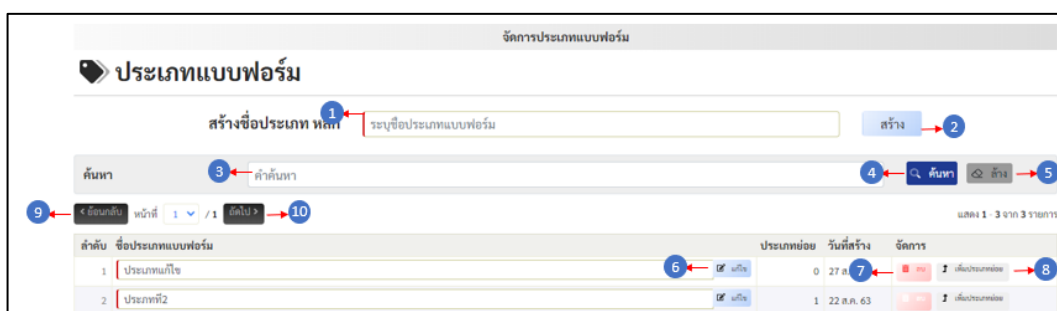 จัดการประเภทแบบฟอร์ม
ประเภทแบบฟอร์ม
สร้างชื่อประเภท หลัก 1 ระบุชื่อประเภทแบบฟอร์ม สร้าง 2
ค้นหา 3 คำค้นหา 4 ค้นหา ล้าง 5
9 < ย้อนกลับ หน้าที่ 1 / 1 ถัดไป > 10 แสดง 1 - 3 จาก 3 รายการ
ลำดับ ชื่อประเภทแบบฟอร์ม ประเภทย่อย วันที่สร้าง จัดการ
1 ประเภทแก้ไข 6 แก้ไข 0 27 7 ลบ เพิ่มประเภทย่อย 8
2 ประเภทที่2 แก้ไข 1 22 ส.ค. 63 ลบ เพิ่มประเภทย่อย